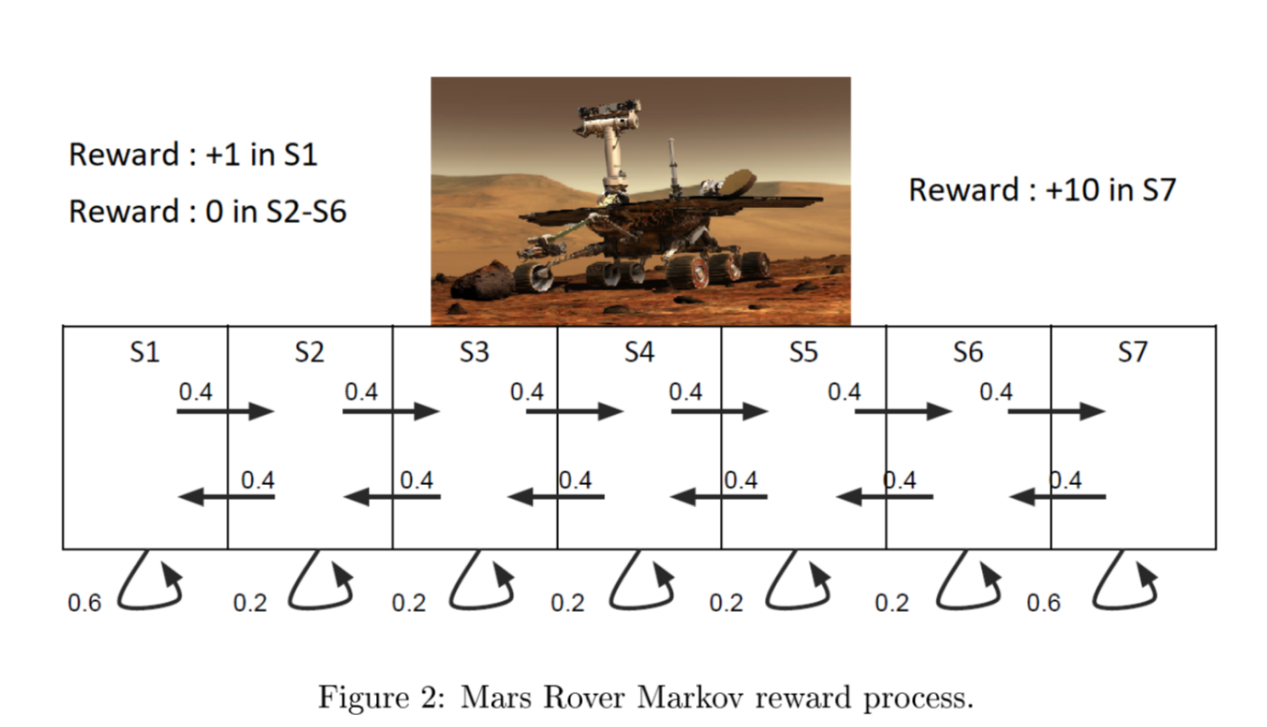 Reward : +1 in S1
Reward : 0 in S2-S6
Reward : +10 in S7
S1 S2 S3 S4 S5 S6 S7
0.4 0.4 0.4 0.4 0.4 0.4
0.4 0.4 0.4 0.4 0.4 0.4
0.6 0.2 0.2 0.2 0.2 0.2 0.6
Figure 2: Mars Rover Markov reward process.